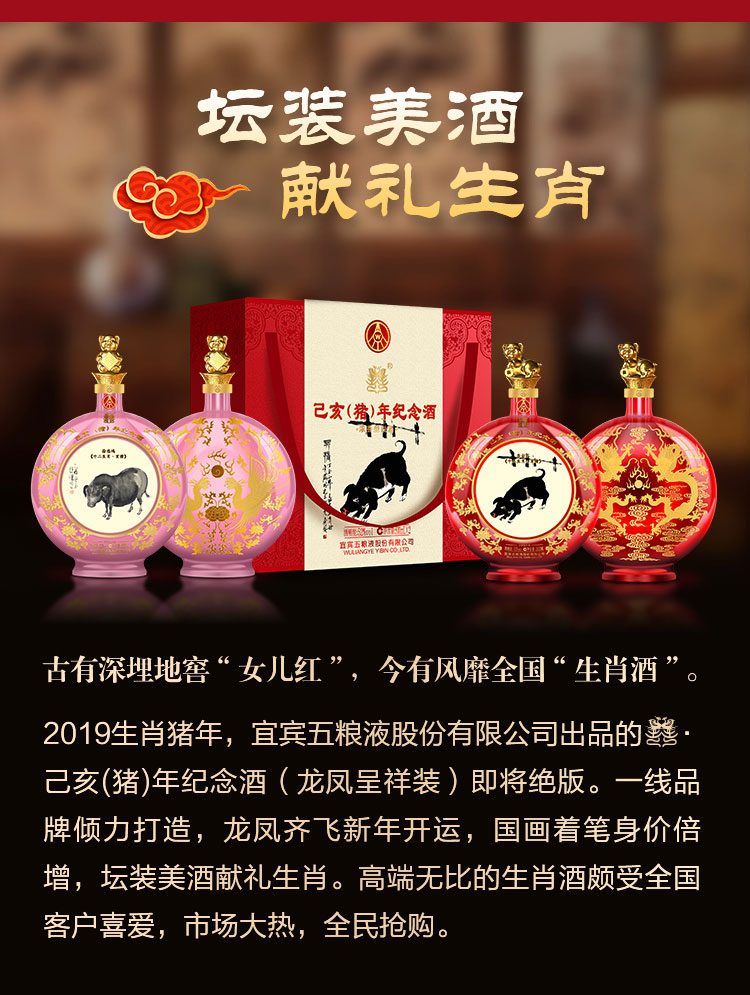 坛装美酒
献礼生肖
己亥(猪)年纪念酒
宜宾五粮液股份有限公司
WULIANGYE YIBIN CO.,LTD.
古有深埋地窖“女儿红”，今有风靡全国“生肖酒”。
2019生肖猪年，宜宾五粮液股份有限公司出品的·
己亥(猪)年纪念酒（龙凤呈祥装）即将绝版。一线品
牌倾力打造，龙凤齐飞新年开运，国画着笔身价倍
增，坛装美酒献礼生肖。高端无比的生肖酒颇受全国
客户喜爱，市场大热，全民抢购。